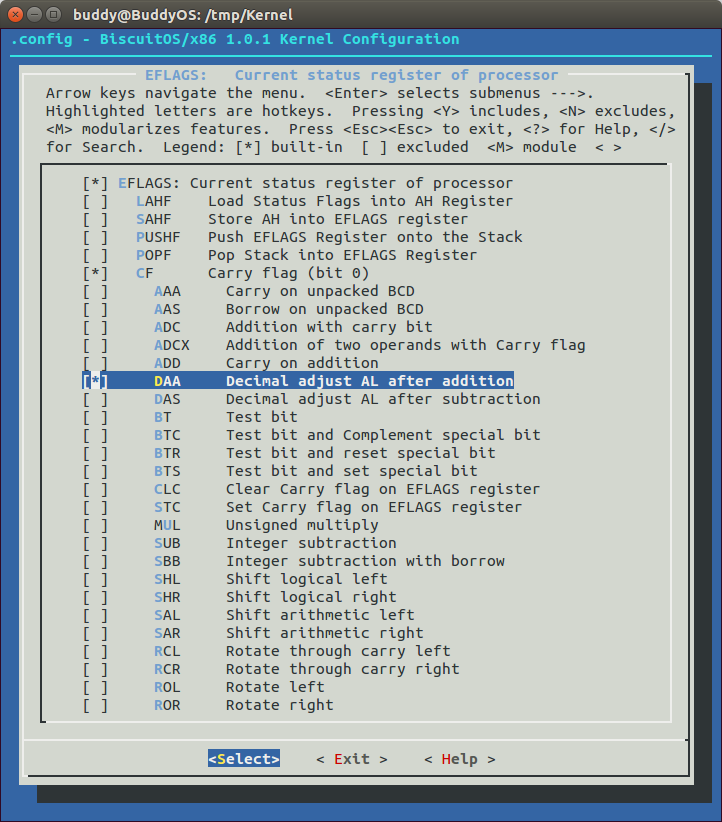 buddy@BuddyOS: /tmp/Kernel
.config - BiscuitOS/x86 1.0.1 Kernel Configuration
EFLAGS:   Current status register of processor
Arrow keys navigate the menu.  <Enter> selects submenus --->.
Highlighted letters are hotkeys.  Pressing <Y> includes, <N> excludes,
<M> modularizes features.  Press <Esc><Esc> to exit, <?> for Help, </>
for Search.  Legend: [*] built-in  [ ] excluded  <M> module  < >
[*] EFLAGS: Current status register of processor
[ ]   LAHF    Load Status Flags into AH Register
[ ]   SAHF    Store AH into EFLAGS register
[ ]   PUSHF   Push EFLAGS Register onto the Stack
[ ]   POPF    Pop Stack into EFLAGS Register
[*]   CF      Carry flag (bit 0)
[ ]     AAA     Carry on unpacked BCD
[ ]     AAS     Borrow on unpacked BCD
[ ]     ADC     Addition with carry bit
[ ]     ADCX    Addition of two operands with Carry flag
[ ]     ADD     Carry on addition
[*]     DAA     Decimal adjust AL after addition
[ ]     DAS     Decimal adjust AL after subtraction
[ ]     BT      Test bit
[ ]     BTC     Test bit and Complement special bit
[ ]     BTR     Test bit and reset special bit
[ ]     BTS     Test bit and set special bit
[ ]     CLC     Clear Carry flag on EFLAGS register
[ ]     STC     Set Carry flag on EFLAGS register
[ ]     MUL     Unsigned multiply
[ ]     SUB     Integer subtraction
[ ]     SBB     Integer subtraction with borrow
[ ]     SHL     Shift logical left
[ ]     SHR     Shift logical right
[ ]     SAL     Shift arithmetic left
[ ]     SAR     Shift arithmetic right
[ ]     RCL     Rotate through carry left
[ ]     RCR     Rotate through carry right
[ ]     ROL     Rotate left
[ ]     ROR     Rotate right
<Select>    < Exit >    < Help >